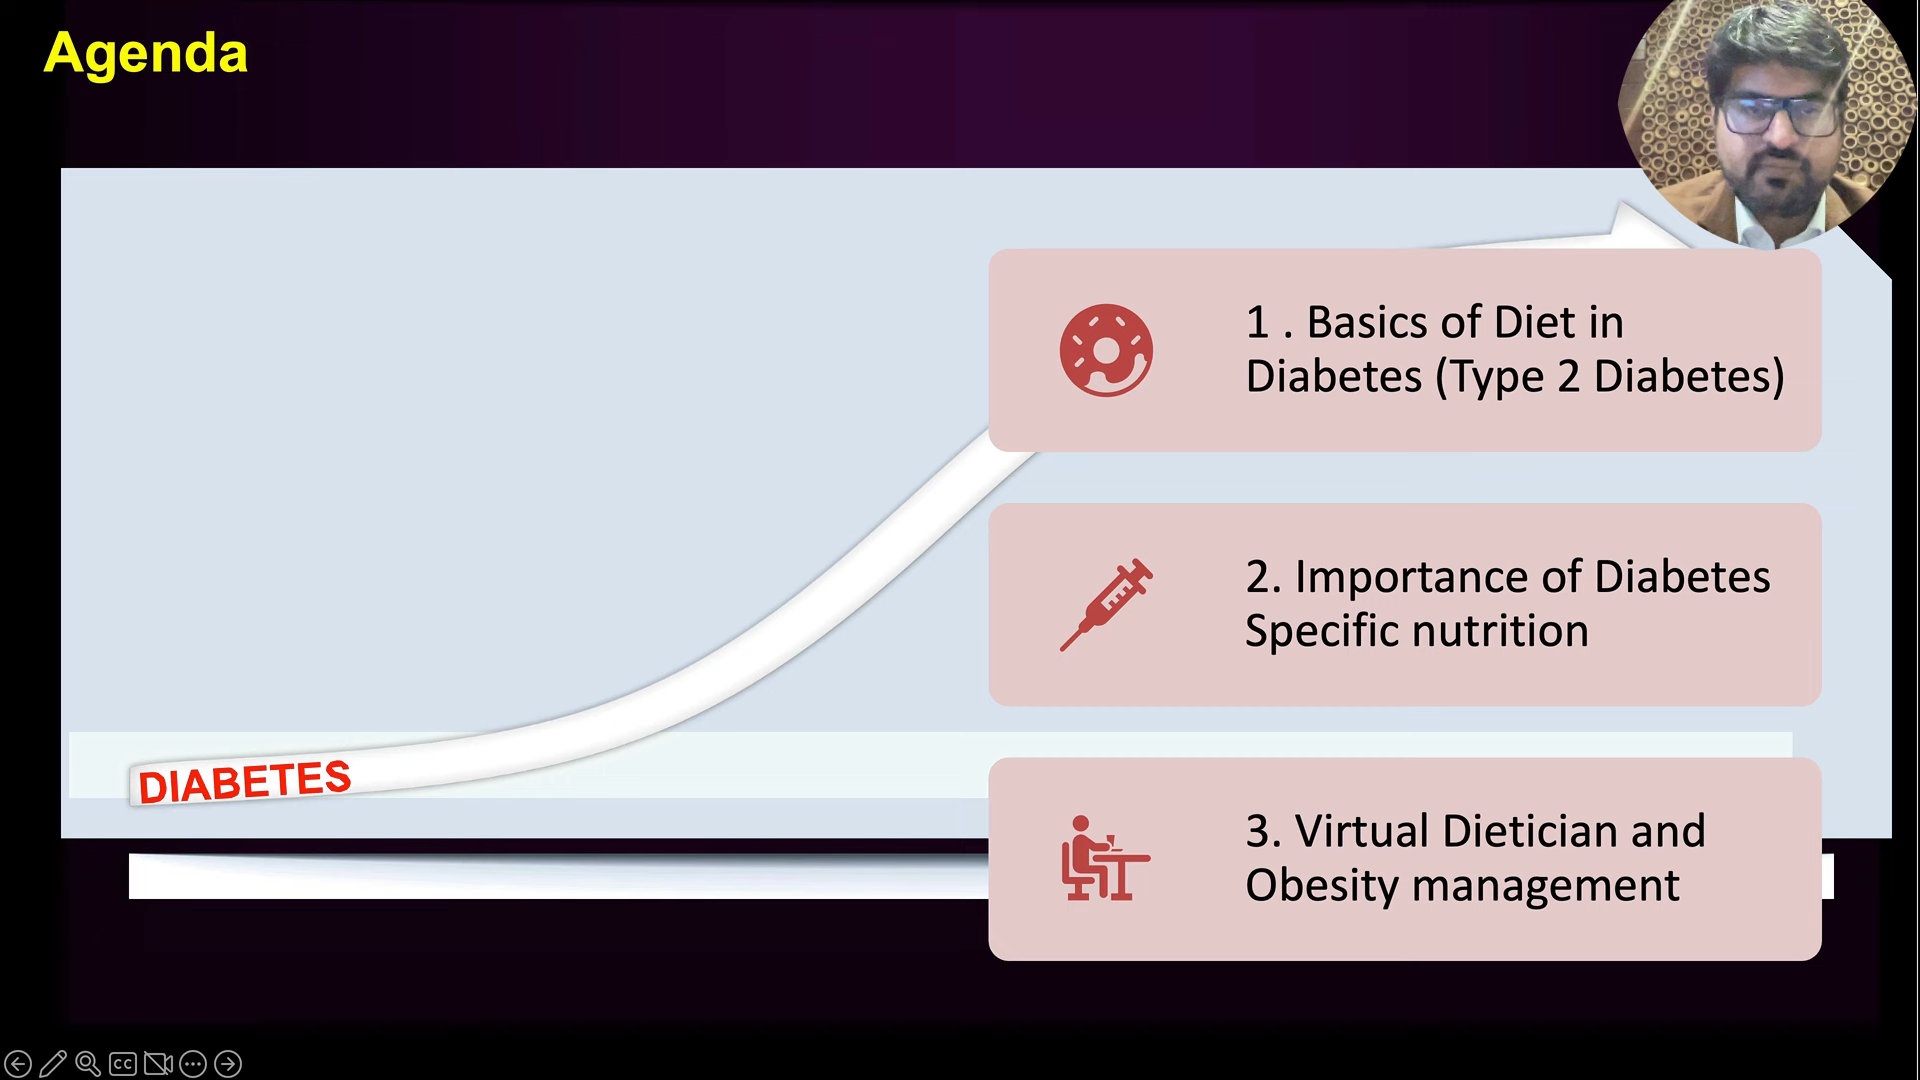 Agenda
1 . Basics of Diet in
Diabetes (Type 2 Diabetes)
2. Importance of Diabetes
Specific nutrition
DIABETES
3. Virtual Dietician and
Obesity management
CC